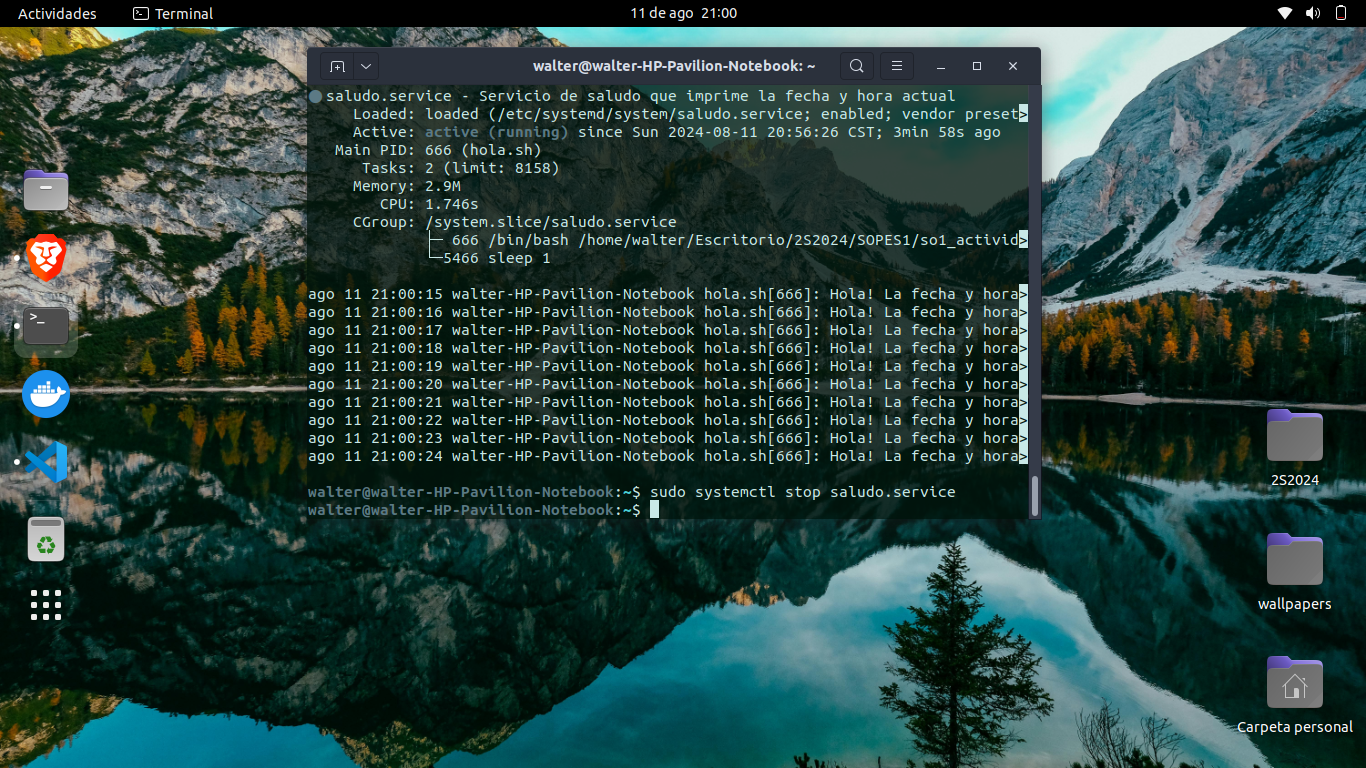 Actividades
Terminal
11 de ago 21:00
walter@walter-HP-Pavilion-Notebook: ~
saludo.service - Servicio de saludo que imprime la fecha y hora actual
Loaded: loaded (/etc/systemd/system/saludo.service; enabled; vendor preset>
Active: active (running) since Sun 2024-08-11 20:56:26 CST; 3min 58s ago
Main PID: 666 (hola.sh)
Tasks: 2 (limit: 8158)
Memory: 2.9M
CPU: 1.746s
CGroup: /system.slice/saludo.service
├─ 666 /bin/bash /home/walter/Escritorio/2S2024/SOPES1/so1_activid>
└─5466 sleep 1
ago 11 21:00:15 walter-HP-Pavilion-Notebook hola.sh[666]: Hola! La fecha y hora>
ago 11 21:00:16 walter-HP-Pavilion-Notebook hola.sh[666]: Hola! La fecha y hora>
ago 11 21:00:17 walter-HP-Pavilion-Notebook hola.sh[666]: Hola! La fecha y hora>
ago 11 21:00:18 walter-HP-Pavilion-Notebook hola.sh[666]: Hola! La fecha y hora>
ago 11 21:00:19 walter-HP-Pavilion-Notebook hola.sh[666]: Hola! La fecha y hora>
ago 11 21:00:20 walter-HP-Pavilion-Notebook hola.sh[666]: Hola! La fecha y hora>
ago 11 21:00:21 walter-HP-Pavilion-Notebook hola.sh[666]: Hola! La fecha y hora>
ago 11 21:00:22 walter-HP-Pavilion-Notebook hola.sh[666]: Hola! La fecha y hora>
ago 11 21:00:23 walter-HP-Pavilion-Notebook hola.sh[666]: Hola! La fecha y hora>
ago 11 21:00:24 walter-HP-Pavilion-Notebook hola.sh[666]: Hola! La fecha y hora>
walter@walter-HP-Pavilion-Notebook:~$ sudo systemctl stop saludo.service
walter@walter-HP-Pavilion-Notebook:~$
2S2024
wallpapers
Carpeta personal